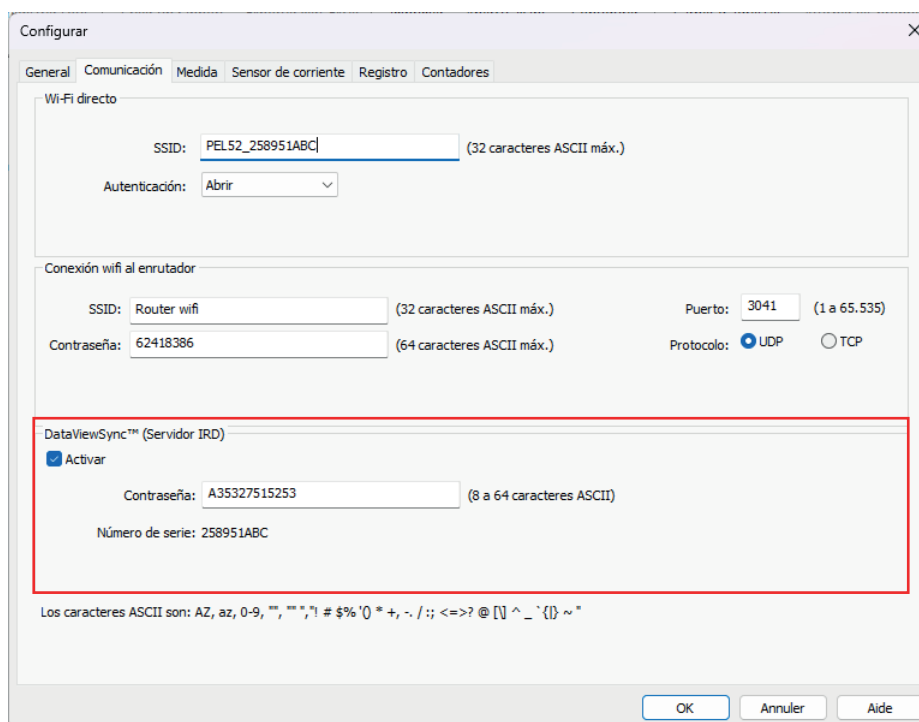 Configurar
General Comunicación Medida Sensor de corriente Registro Contadores
Wi-Fi directo
SSID: PEL52_258951ABC (32 caracteres ASCII máx.)
Autenticación: Abrir
Conexión wifi al enrutador
SSID: Router wifi (32 caracteres ASCII máx.) Puerto: 3041 (1 a 65.535)
Contraseña: 62418386 (64 caracteres ASCII máx.) Protocolo: UDP TCP
DataViewSync™ (Servidor IRD)
Activar
Contraseña: A35327515253 (8 a 64 caracteres ASCII)
Número de serie: 258951ABC
Los caracteres ASCII son: AZ, az, 0-9, "", "" ","! # $% '() * +, -. / :; <=>? @ [\] ^ _ `{|} ~ "
OK Annuler Aide